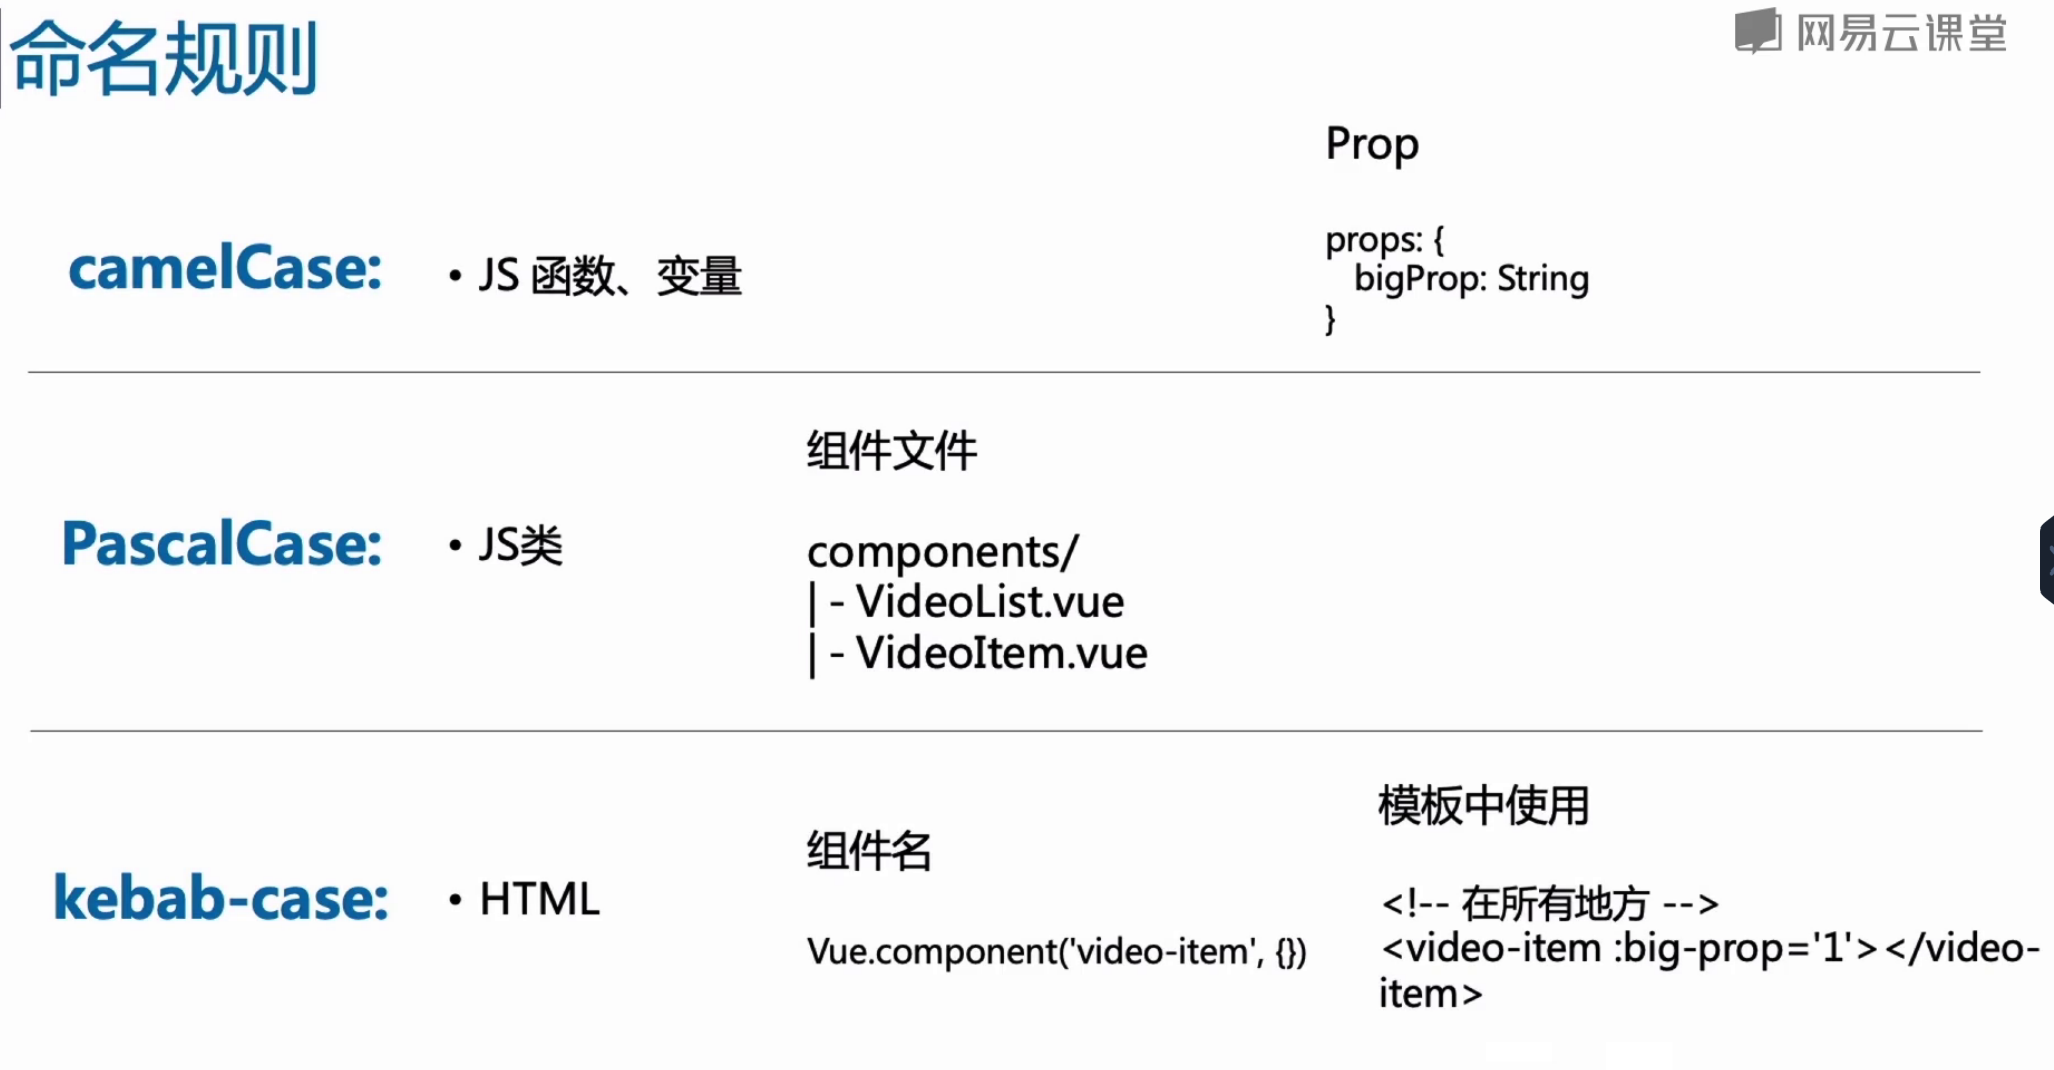 命名规则
网易云课堂
Prop
camelCase:
• JS 函数、变量
props: {
bigProp: String
}
组件文件
PascalCase:
• JS类
components/
| - VideoList.vue
| - VideoItem.vue
模板中使用
组件名
kebab-case:
• HTML
Vue.component('video-item', {})
<!-- 在所有地方 -->
<video-item :big-prop='1'></video-
item>